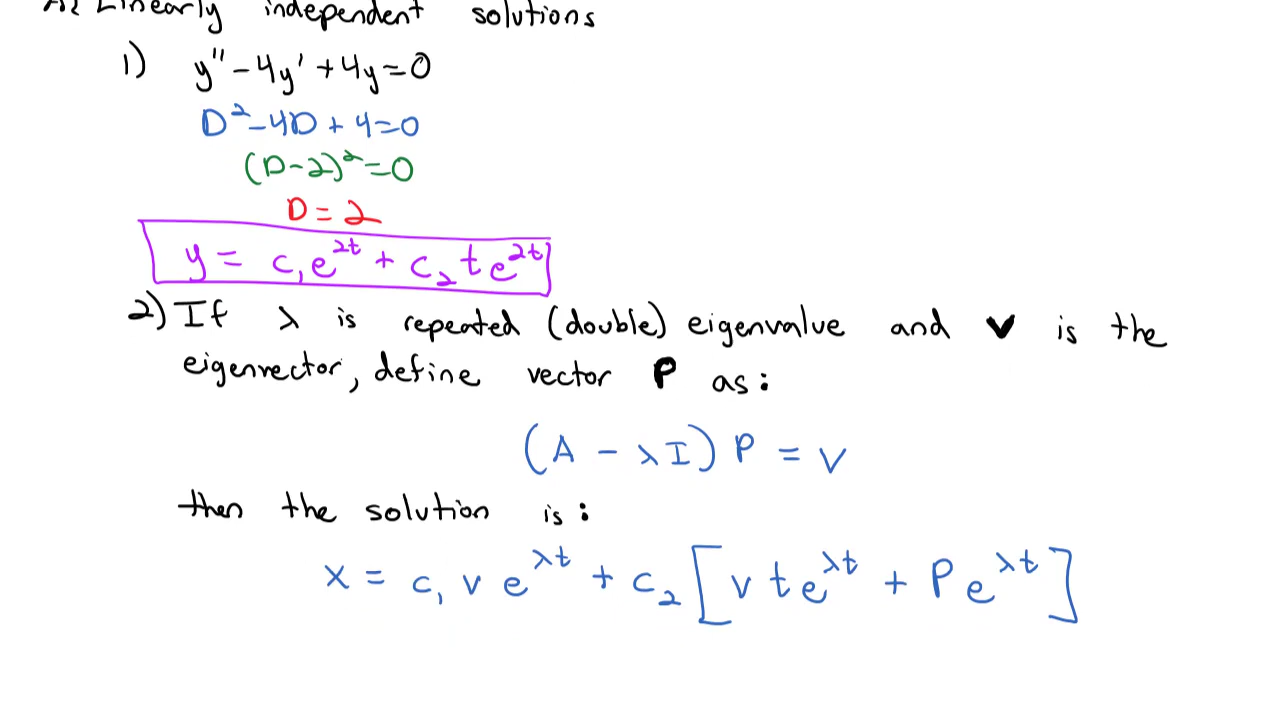 Linearly independent solutions
1) y'' - 4y' + 4y = 0
D² - 4D + 4 = 0
(D - 2)² = 0
D = 2
y = c₁e^{2t} + c₂ t e^{2t}
2) If λ is repeated (double) eigenvalue and v is the
eigenvector, define vector P as:
(A - λI) P = v
then the solution is:
x = c₁ v e^{λt} + c₂ [v t e^{λt} + P e^{λt}]